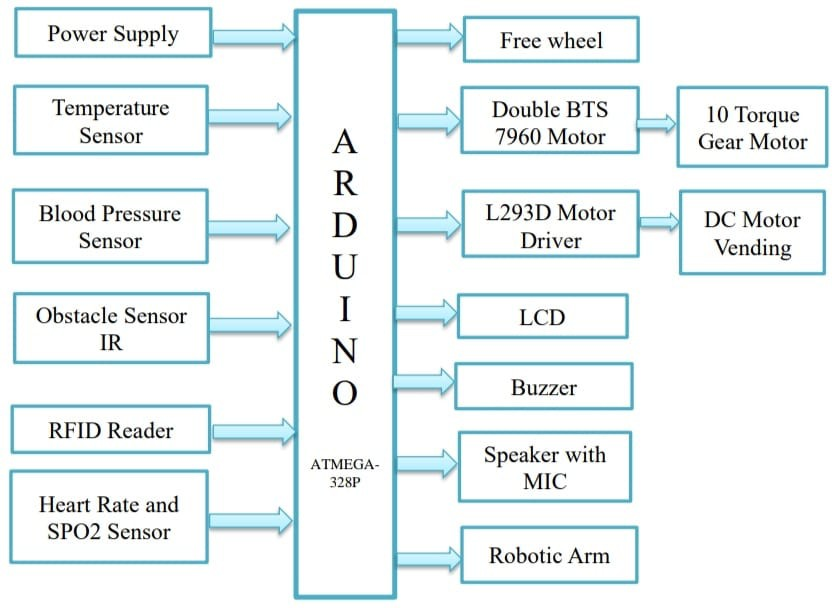 Power Supply
Temperature
Sensor
Blood Pressure
Sensor
Obstacle Sensor
IR
RFID Reader
Heart Rate and
SPO2 Sensor
A
R
D
U
I
N
O
ATMEGA-
328P
Free wheel
Double BTS
7960 Motor
10 Torque
Gear Motor
L293D Motor
Driver
DC Motor
Vending
LCD
Buzzer
Speaker with
MIC
Robotic Arm